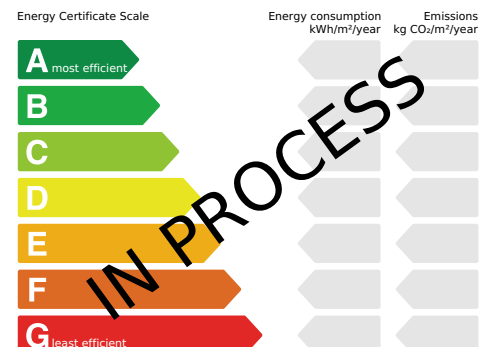 Energy Certificate Scale
Energy consumption
kWh/m²/year
Emissions
kg CO₂/m²/year
A most efficient
B
C
D
E
F
G least efficient
IN PROCESS